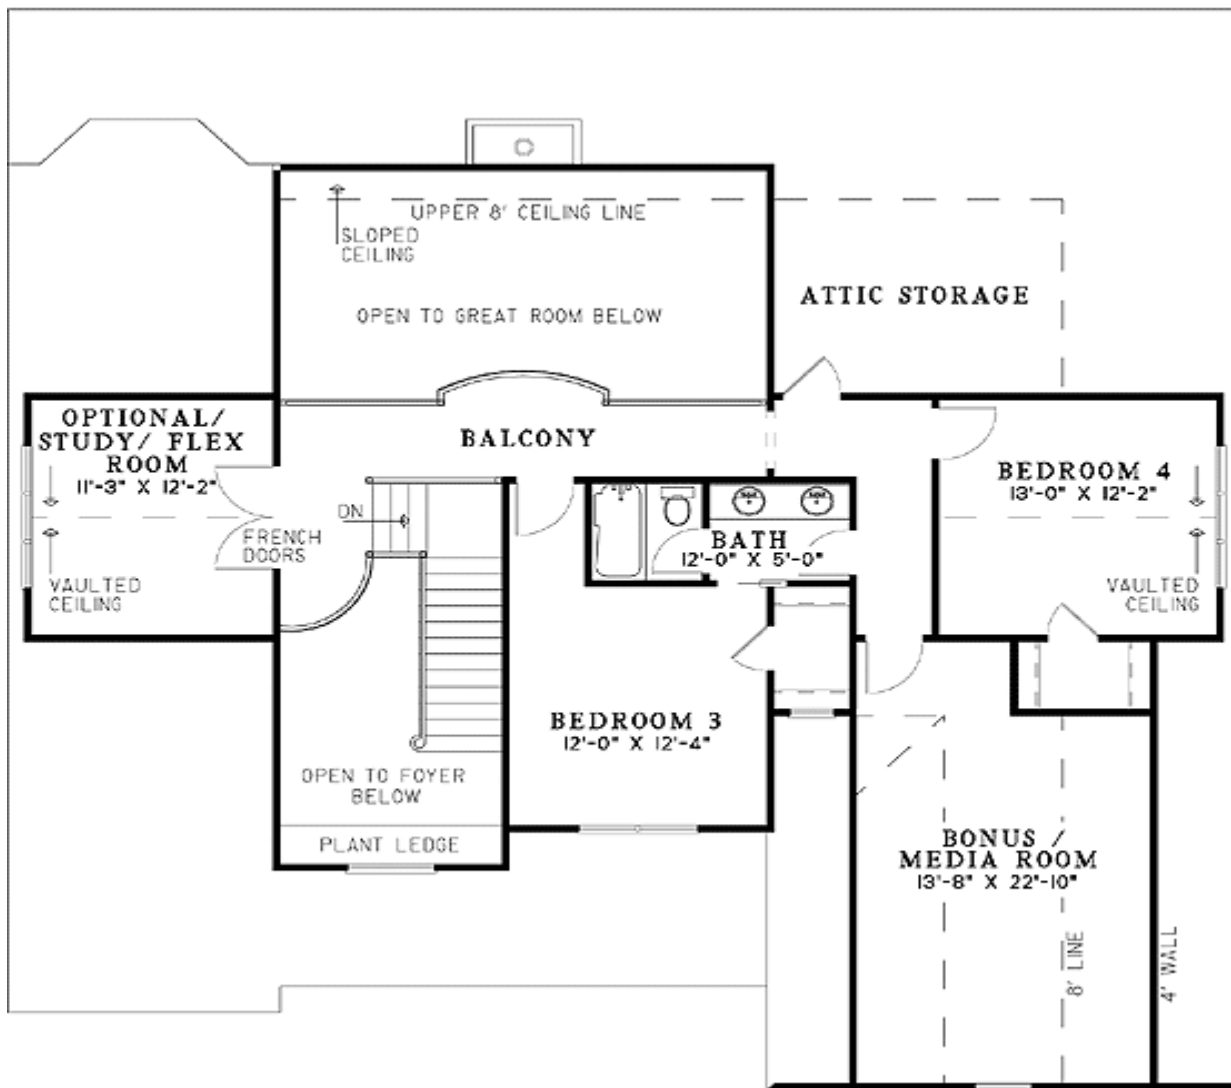 UPPER 8' CEILING LINE
SLOPED
CEILING
OPEN TO GREAT ROOM BELOW
ATTIC STORAGE
OPTIONAL/
STUDY/ FLEX
ROOM
11'-3" X 12'-2"
FRENCH
DOORS
VAULTED
CEILING
BALCONY
DN
BATH
12'-0" X 5'-0"
BEDROOM 4
13'-0" X 12'-2"
VAULTED
CEILING
BEDROOM 3
12'-0" X 12'-4"
OPEN TO FOYER
BELOW
PLANT LEDGE
BONUS /
MEDIA ROOM
13'-8" X 22'-10"
8' LINE
4' WALL